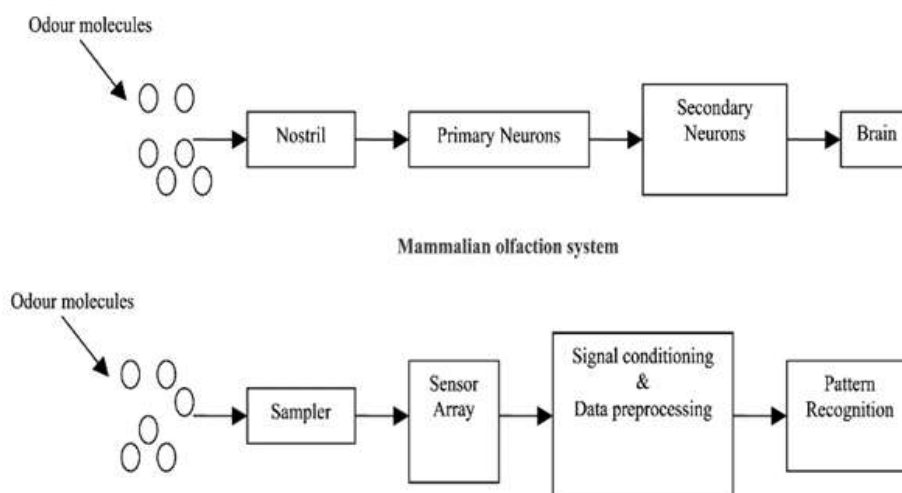 Odour molecules
Nostril
Primary Neurons
Secondary
Neurons
Brain
Mammalian olfaction system
Odour molecules
Sampler
Sensor
Array
Signal conditioning
&
Data preprocessing
Pattern
Recognition